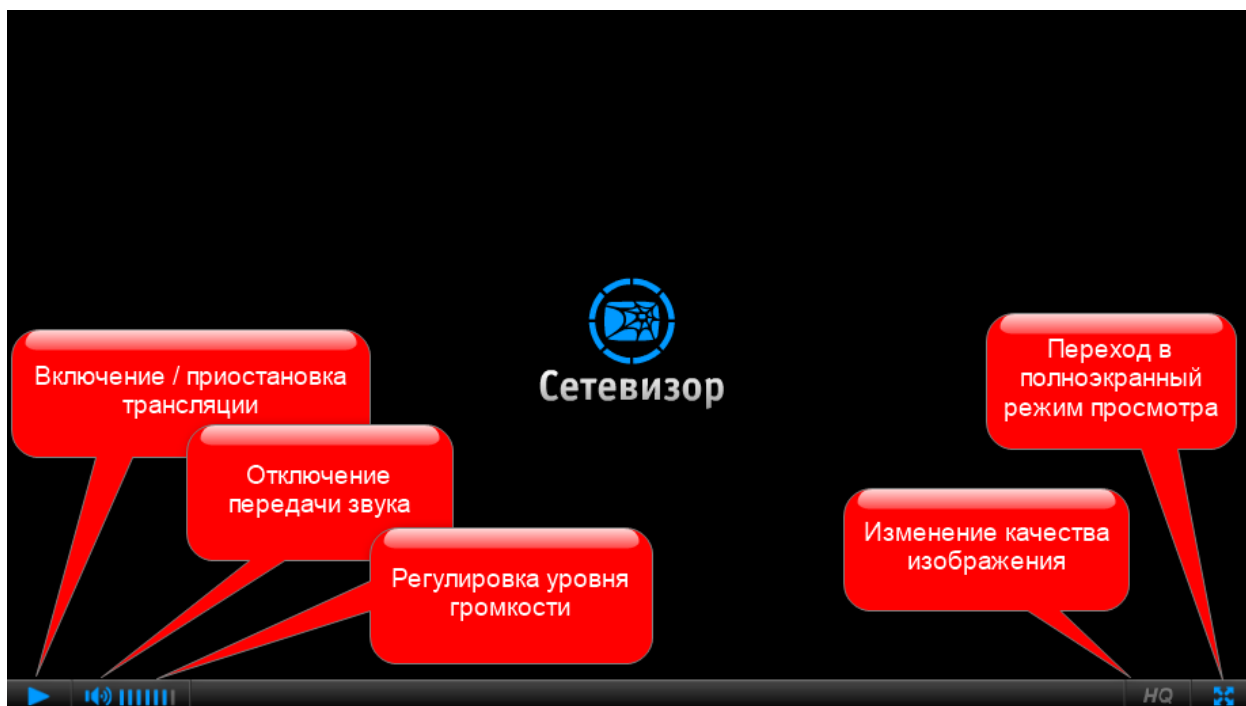 Сетевизор
Включение / приостановка
трансляции
Отключение
передачи звука
Регулировка уровня
громкости
Изменение качества
изображения
Переход в
полноэкранный
режим просмотра
HQ